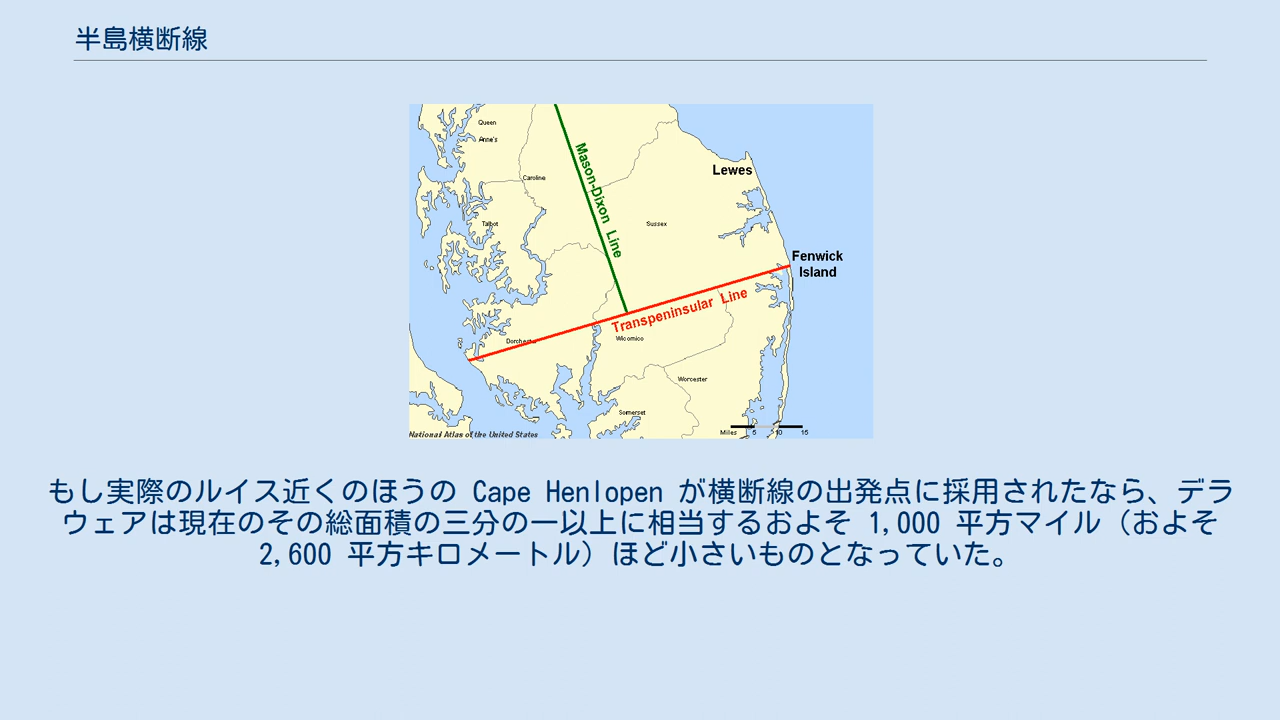 半島横断線
Queen
Anne's
Caroline
Talbot
Mason-Dixon Line
Lewes
Sussex
Fenwick
Island
Transpeninsular Line
Dorchester
Wicomico
Worcester
Somerset
National Atlas of the United States
Miles 5 10 15
もし実際のルイス近くのほうの Cape Henlopen が横断線の出発点に採用されたなら、デラ
ウェアは現在のその総面積の三分の一以上に相当するおよそ 1,000 平方マイル（およそ
2,600 平方キロメートル）ほど小さいものとなっていた。